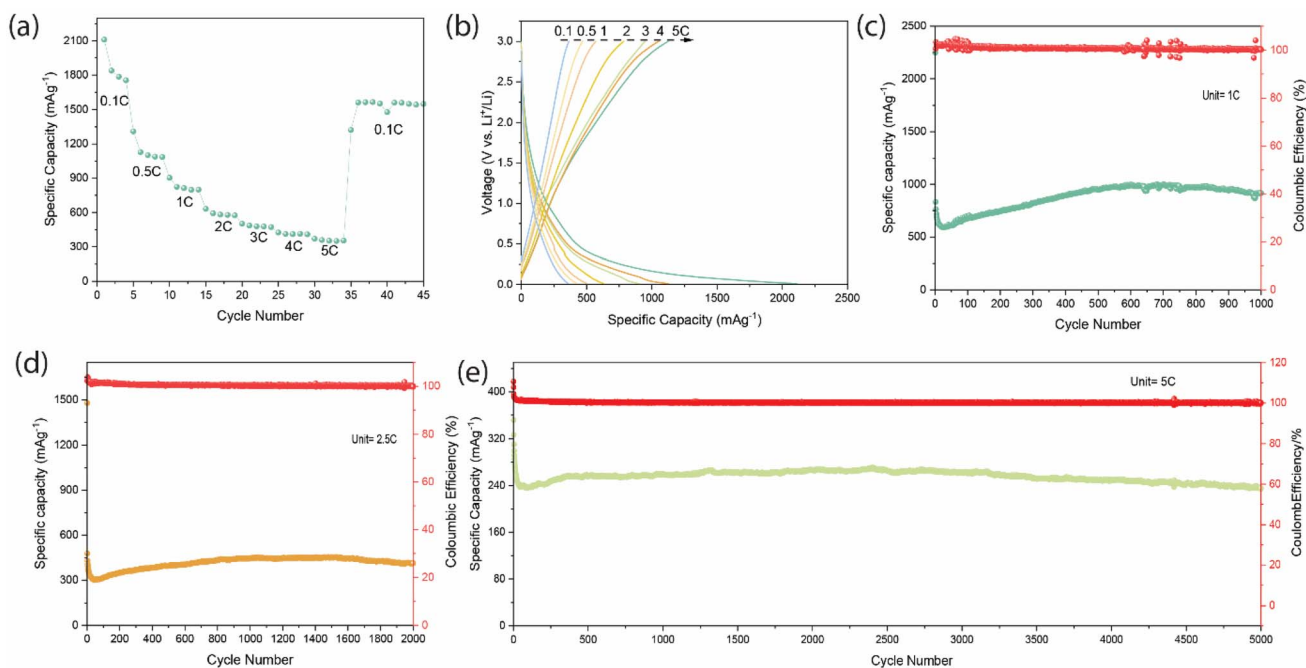 (a)
Specific Capacity (mAg⁻¹)
2100
1800
1500
1200
900
600
300
0
0.1C
0.5C
1C
2C
3C
4C
5C
0.1C
0 5 10 15 20 25 30 35 40 45
Cycle Number
(b)
Voltage (V vs. Li⁺/Li)
3.0
2.5
2.0
1.5
1.0
0.5
0.0
0.1 0.5 1 2 3 4 5C
0 500 1000 1500 2000 2500
Specific Capacity (mAg⁻¹)
(c)
Specific capacity (mAg⁻¹)
2500
2000
1500
1000
500
0
Unit= 1C
100
80
60
40
20
0
Coloumbic Efficiency (%)
0 100 200 300 400 500 600 700 800 900 1000
Cycle Number
(d)
Specific capacity (mAg⁻¹)
1500
1200
900
600
300
0
Unit= 2.5C
100
80
60
40
20
0
Coloumbic Efficiency (%)
0 200 400 600 800 1000 1200 1400 1600 1800 2000
Cycle Number
(e)
Specific Capacity (mAg⁻¹)
400
320
240
160
80
0
Unit= 5C
120
100
80
60
40
20
0
CoulombEfficiency/%
0 500 1000 1500 2000 2500 3000 3500 4000 4500 5000
Cycle Number